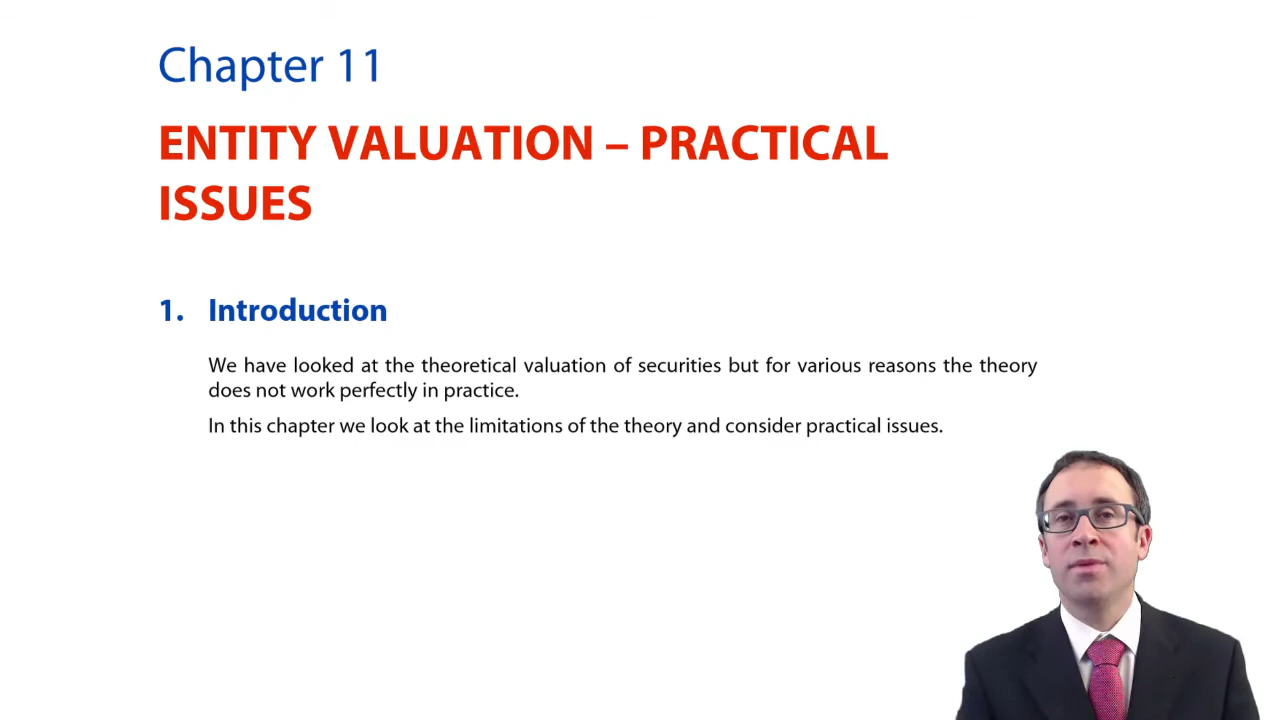 Chapter 11
ENTITY VALUATION – PRACTICAL
ISSUES
1. Introduction
We have looked at the theoretical valuation of securities but for various reasons the theory
does not work perfectly in practice.
In this chapter we look at the limitations of the theory and consider practical issues.